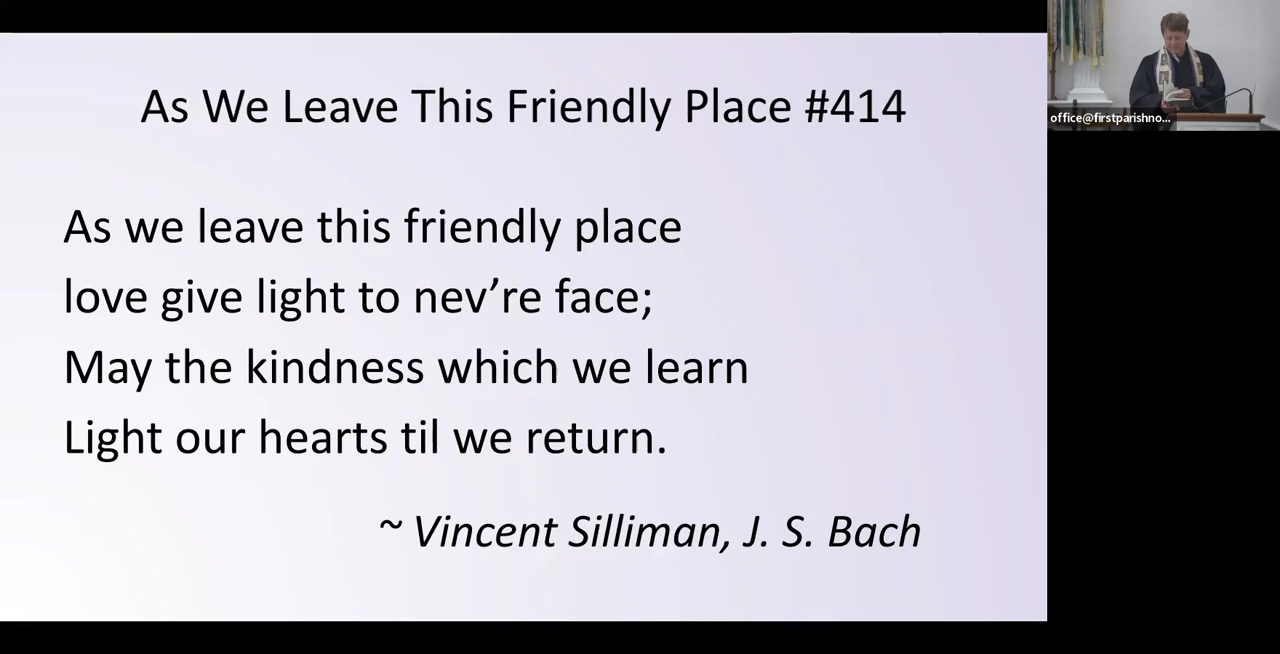 As We Leave This Friendly Place #414
As we leave this friendly place
love give light to nev’re face;
May the kindness which we learn
Light our hearts til we return.
~ Vincent Silliman, J. S. Bach
office@firstparishno...